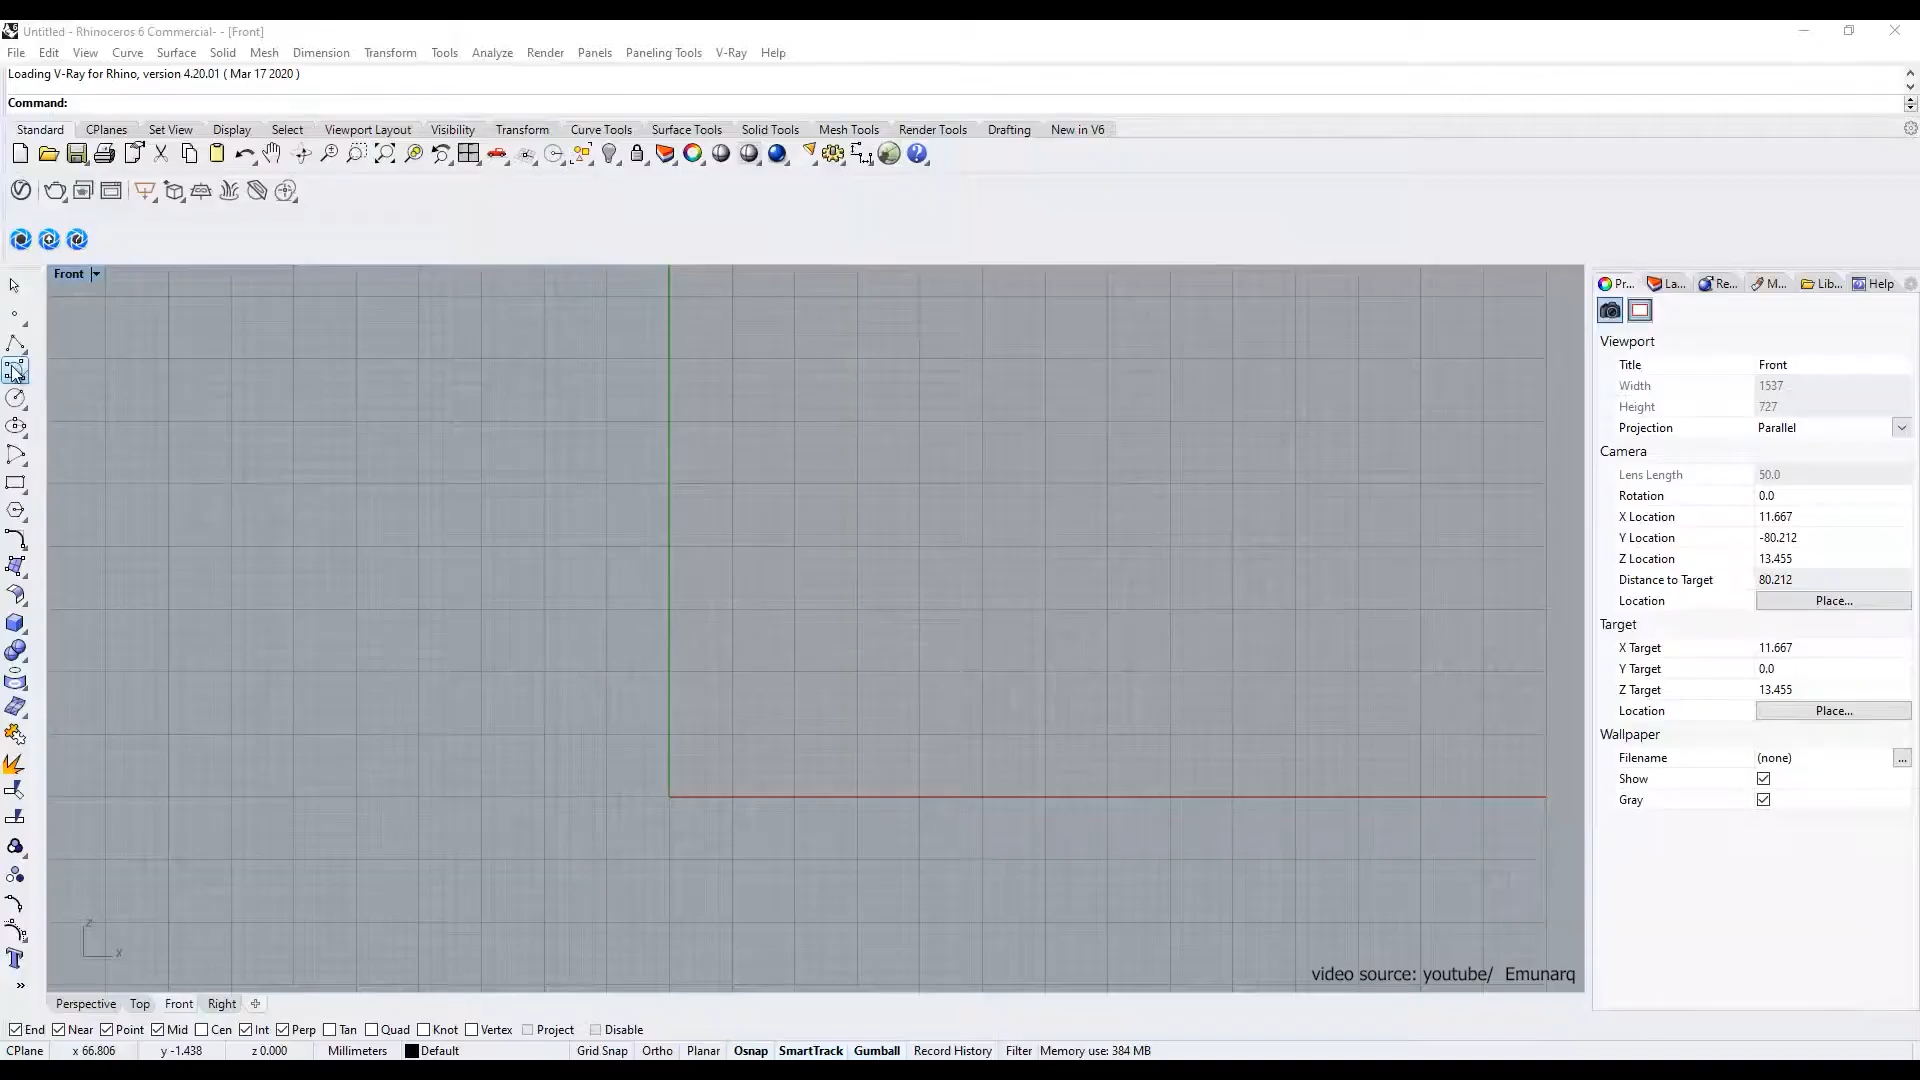 Untitled - Rhinoceros 6 Commercial- - [Front]
File Edit View Curve Surface Solid Mesh Dimension Transform Tools Analyze Render Panels Paneling Tools V-Ray Help
Loading V-Ray for Rhino, version 4.20.01 ( Mar 17 2020 )
Command:
Standard CPlanes Set View Display Select Viewport Layout Visibility Transform Curve Tools Surface Tools Solid Tools Mesh Tools Render Tools Drafting New in V6
Front
Pr... La... Re... M... Lib... Help
Viewport
Title Front
Width 1537
Height 727
Projection Parallel
Camera
Lens Length 50.0
Rotation 0.0
X Location 11.667
Y Location -80.212
Z Location 13.455
Distance to Target 80.212
Location Place...
Target
X Target 11.667
Y Target 0.0
Z Target 13.455
Location Place...
Wallpaper
Filename (none) ...
Show
Gray
z
x
video source: youtube/ Emunarq
Perspective Top Front Right
End Near Point Mid Cen Int Perp Tan Quad Knot Vertex Project Disable
CPlane x 66.806 y -1.438 z 0.000 Millimeters Default Grid Snap Ortho Planar Osnap SmartTrack Gumball Record History Filter Memory use: 384 MB